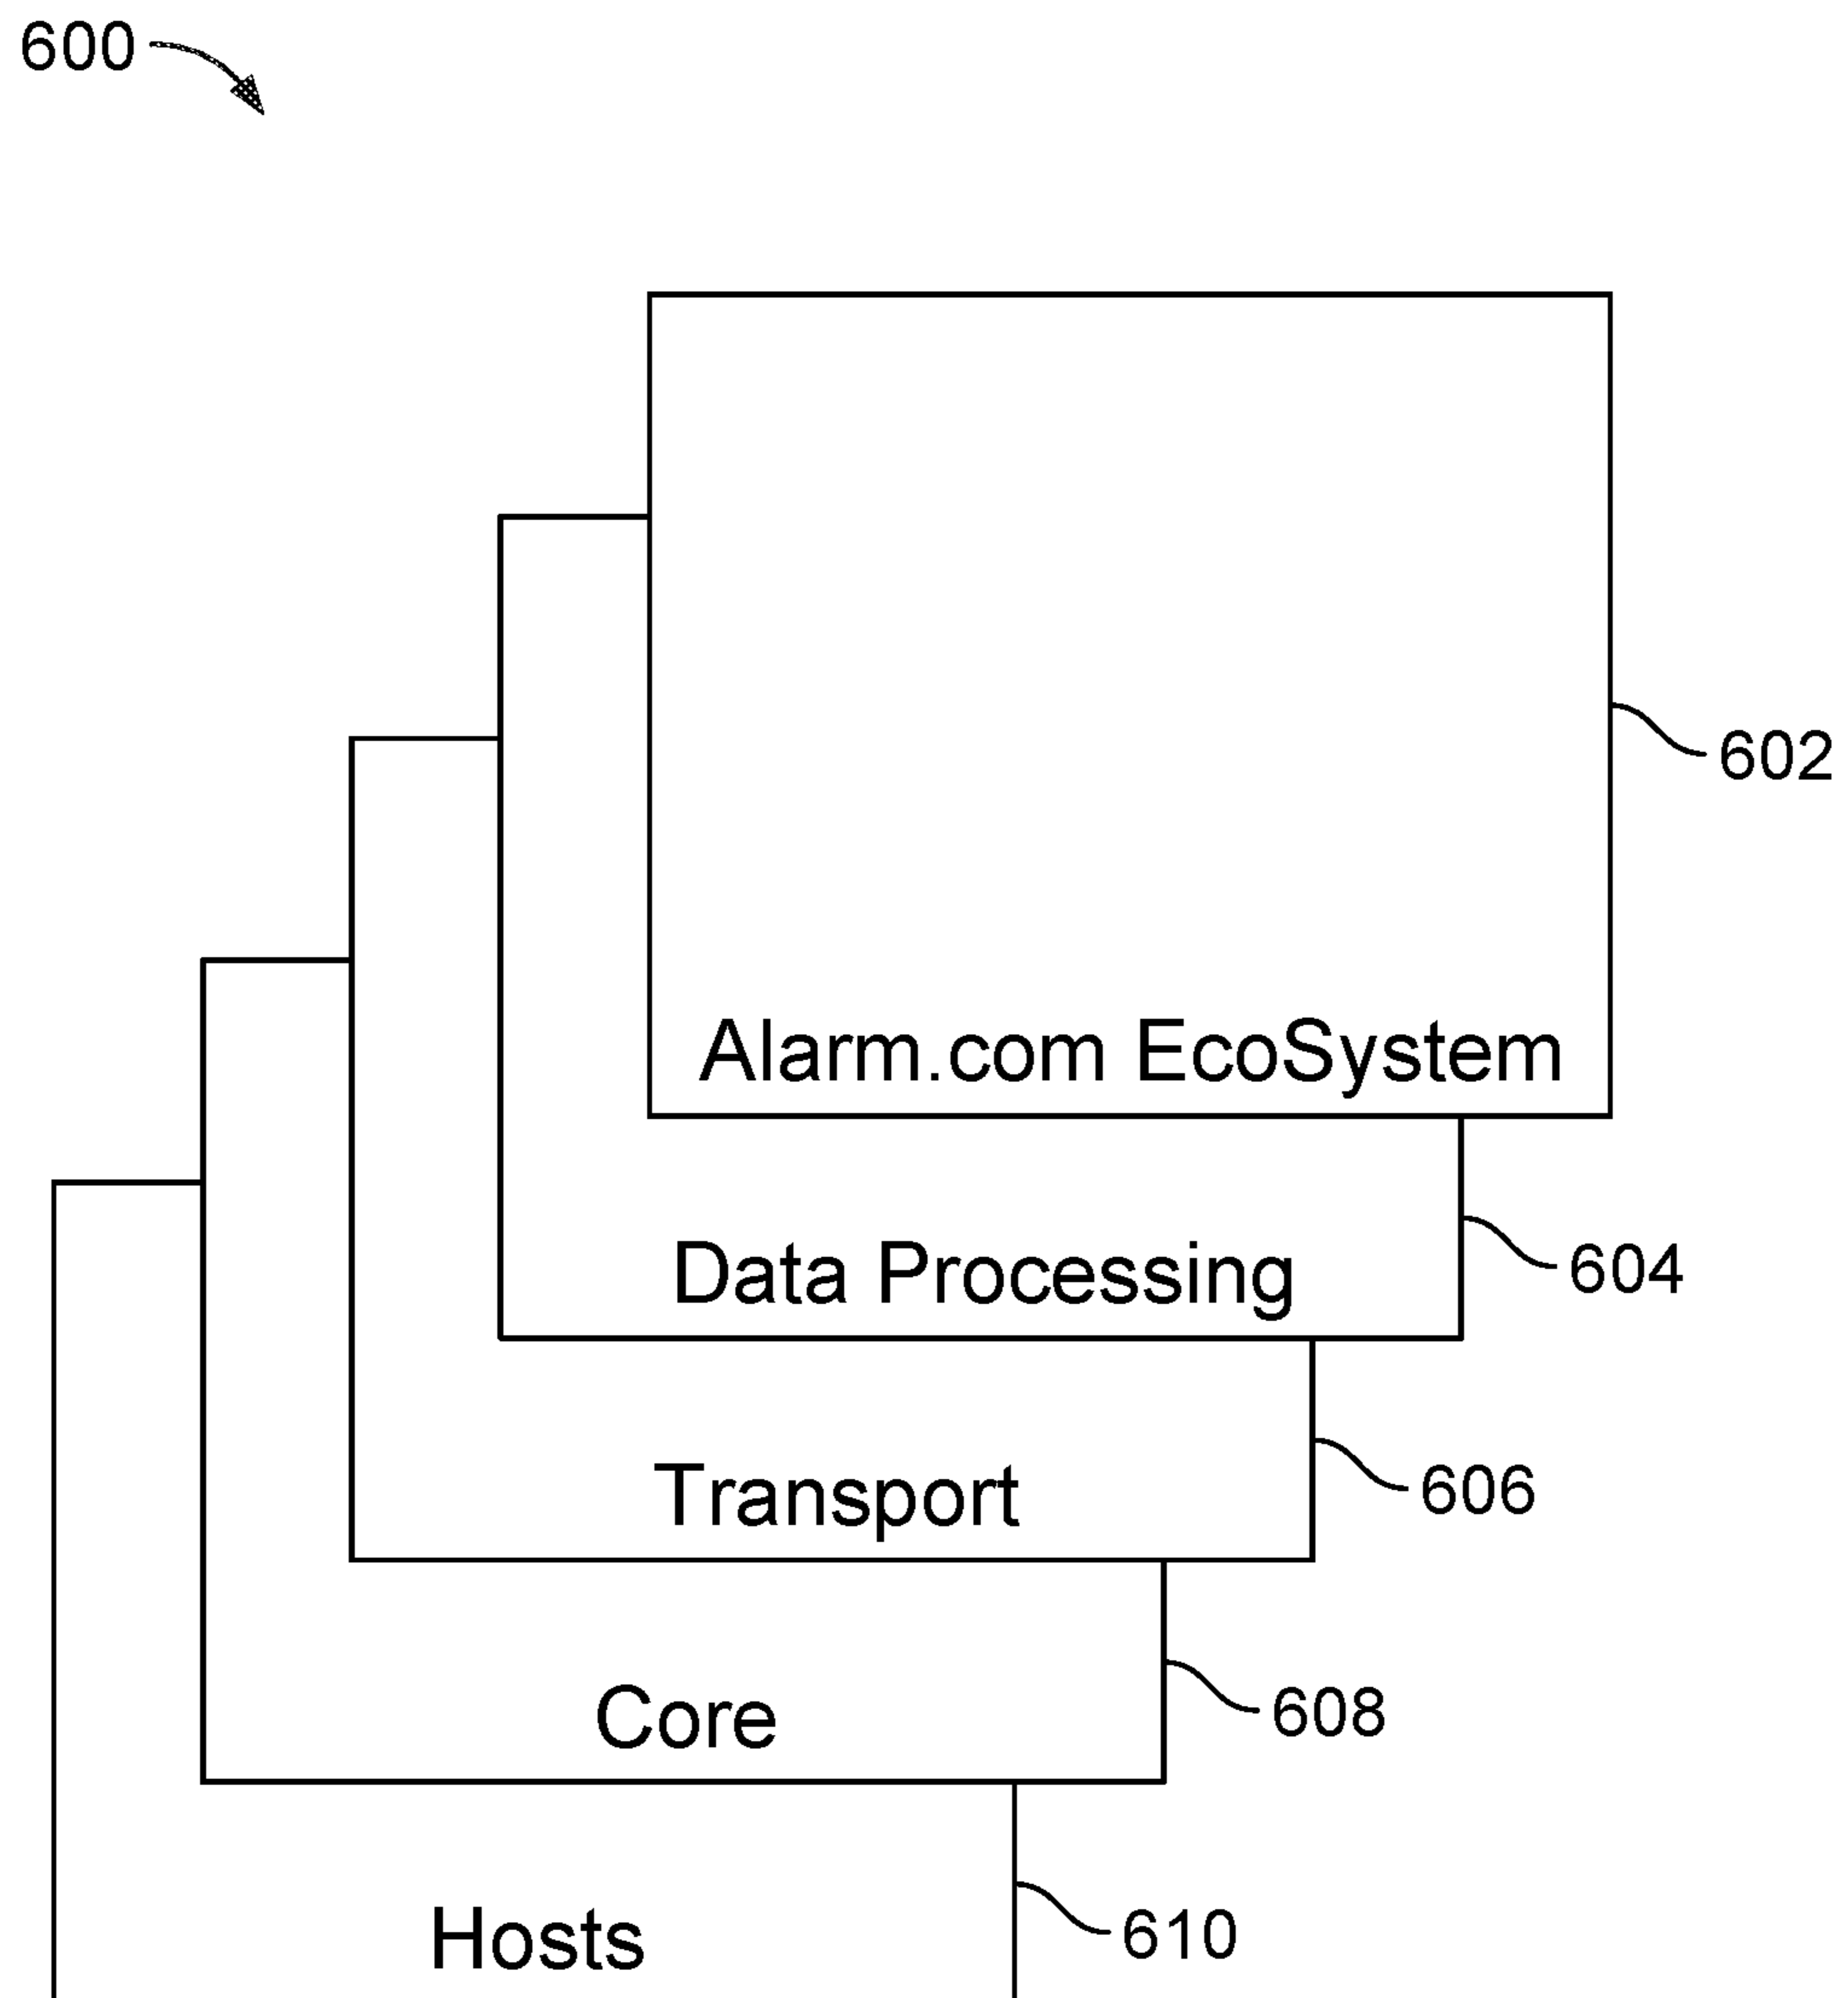 600
602
Alarm.com EcoSystem
Data Processing
604
Transport
606
Core
608
Hosts
610